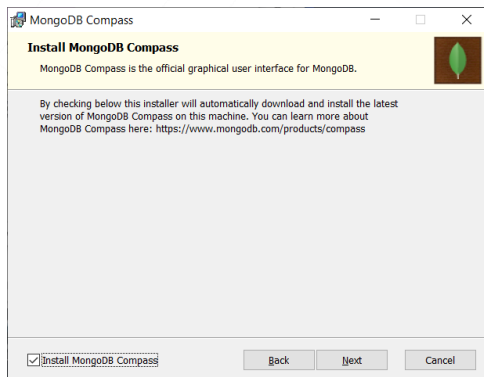 MongoDB Compass
Install MongoDB Compass
MongoDB Compass is the official graphical user interface for MongoDB.
By checking below this installer will automatically download and install the latest
version of MongoDB Compass on this machine. You can learn more about
MongoDB Compass here: https://www.mongodb.com/products/compass
Install MongoDB Compass
Back
Next
Cancel